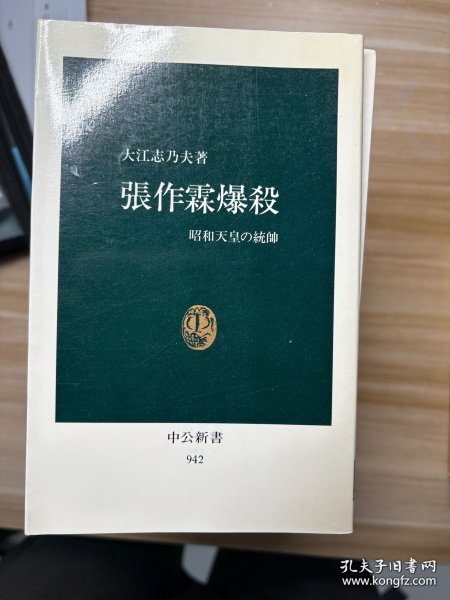 大江志乃夫著
張作霖爆殺
昭和天皇の統帥
中公新書
942
孔夫子旧书网
www.kongfz.com